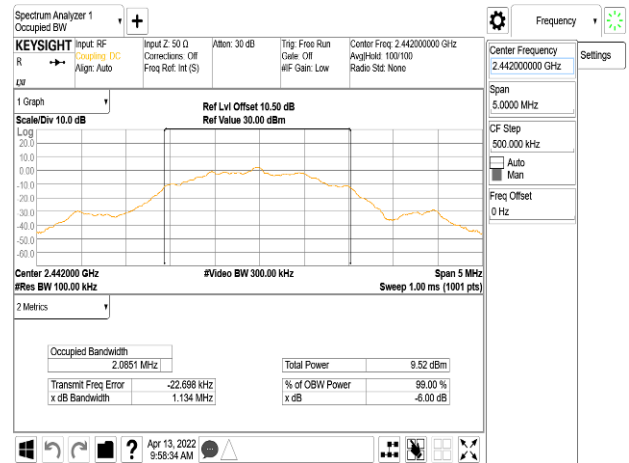 Spectrum Analyzer 1
Occupied BW
Frequency
KEYSIGHT
R
LXI
Input: RF
Coupling: DC
Align: Auto
Input Z: 50 Ω
Corrections: Off
Freq Ref: Int (S)
Atten: 30 dB
Trig: Free Run
Gate: Off
#IF Gain: Low
Center Freq: 2.442000000 GHz
Avg|Hold: 100/100
Radio Std: None
Center Frequency
2.442000000 GHz
Settings
Span
5.0000 MHz
CF Step
500.000 kHz
Auto
Man
Freq Offset
0 Hz
1 Graph
Scale/Div 10.0 dB
Ref Lvl Offset 10.50 dB
Ref Value 30.00 dBm
Log
20.0
10.0
0.00
-10.0
-20.0
-30.0
-40.0
-50.0
-60.0
Center 2.442000 GHz
#Res BW 100.00 kHz
#Video BW 300.00 kHz
Span 5 MHz
Sweep 1.00 ms (1001 pts)
2 Metrics
Occupied Bandwidth
2.0851 MHz
Total Power 9.52 dBm
Transmit Freq Error -22.698 kHz
% of OBW Power 99.00 %
x dB Bandwidth 1.134 MHz
x dB -6.00 dB
?
Apr 13, 2022
9:58:34 AM